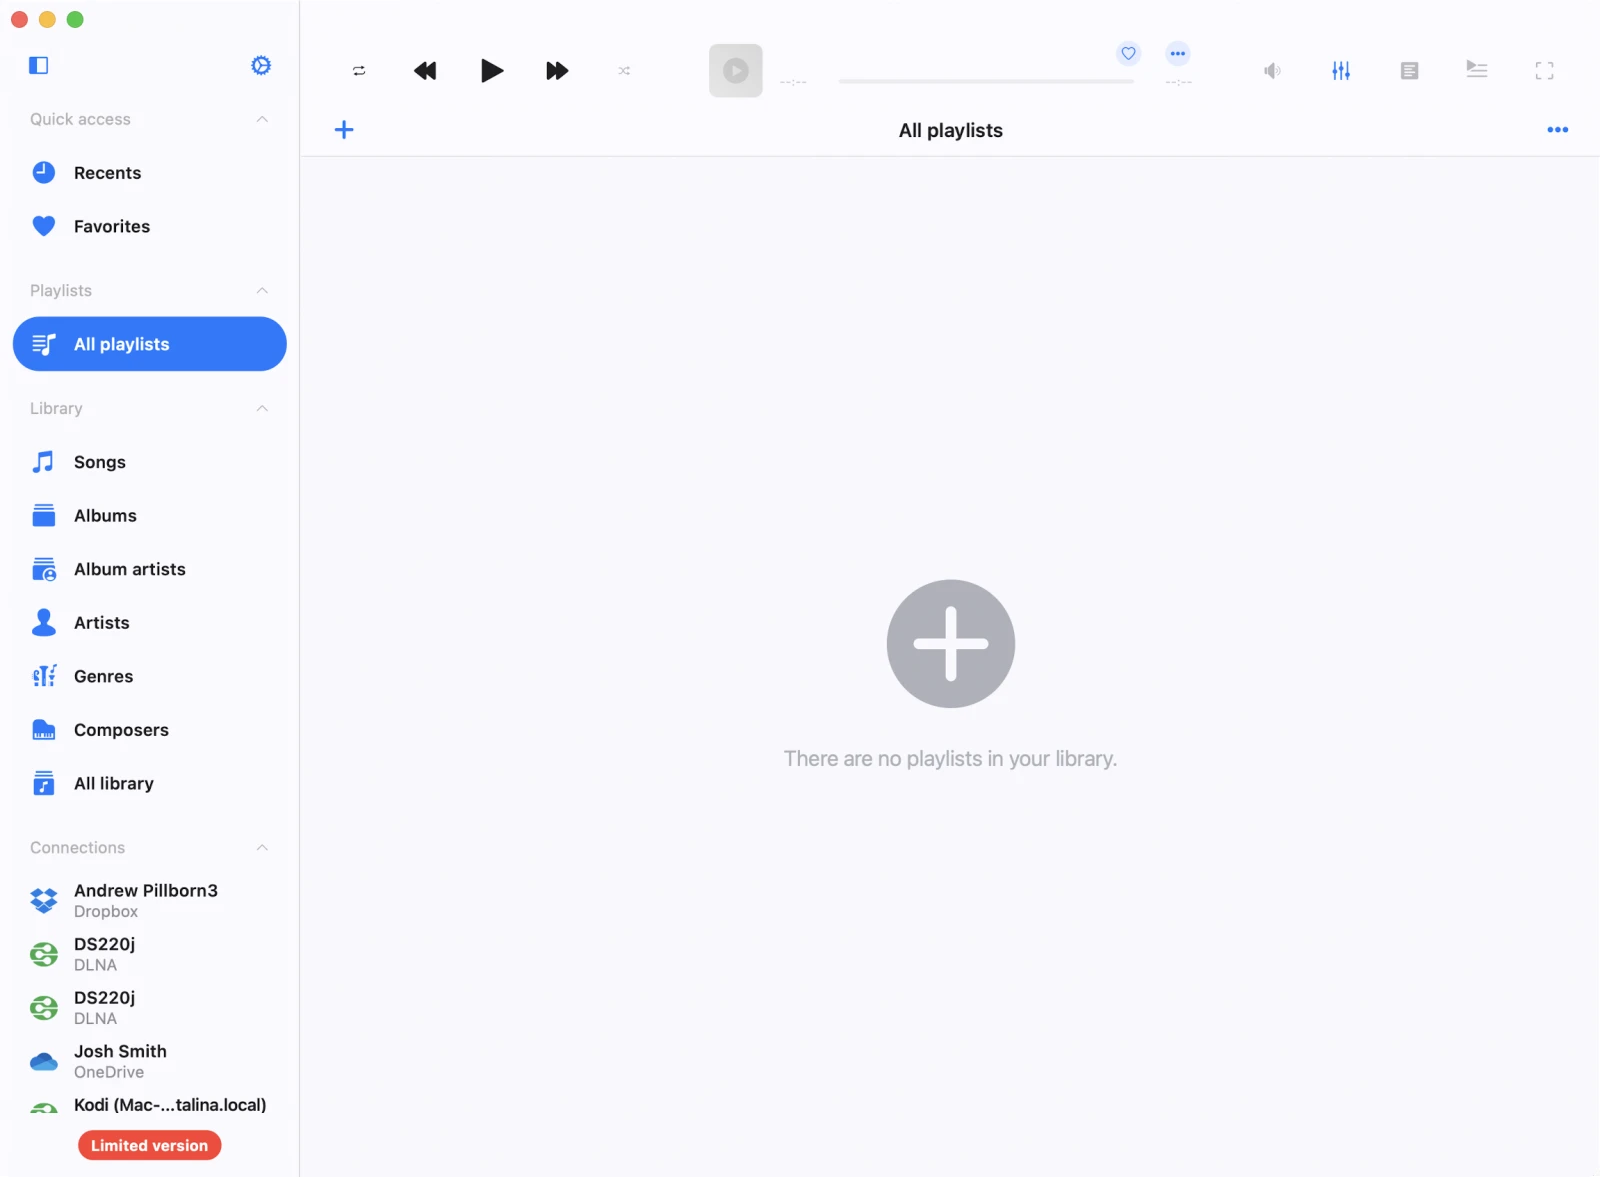 Quick access
Recents
Favorites
Playlists
All playlists
Library
Songs
Albums
Album artists
Artists
Genres
Composers
All library
Connections
Andrew Pillborn3
Dropbox
DS220j
DLNA
DS220j
DLNA
Josh Smith
OneDrive
Kodi (Mac-...talina.local)
Limited version
--:--
--:--
All playlists
There are no playlists in your library.